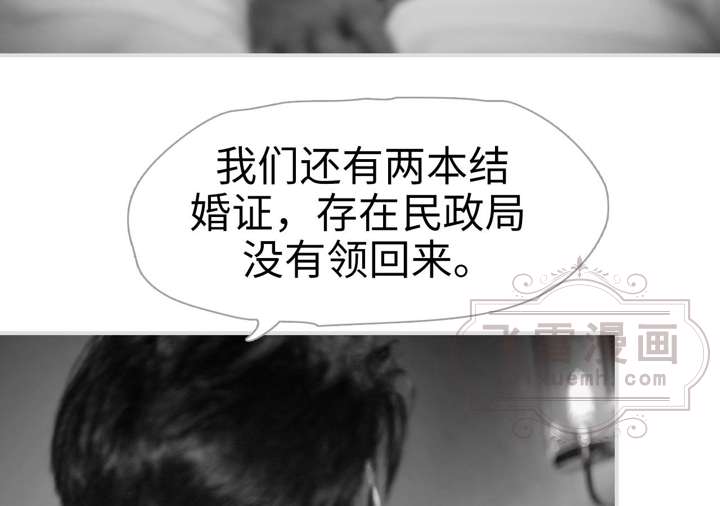 我们还有两本结
婚证，存在民政局
没有领回来。
飞雪漫画